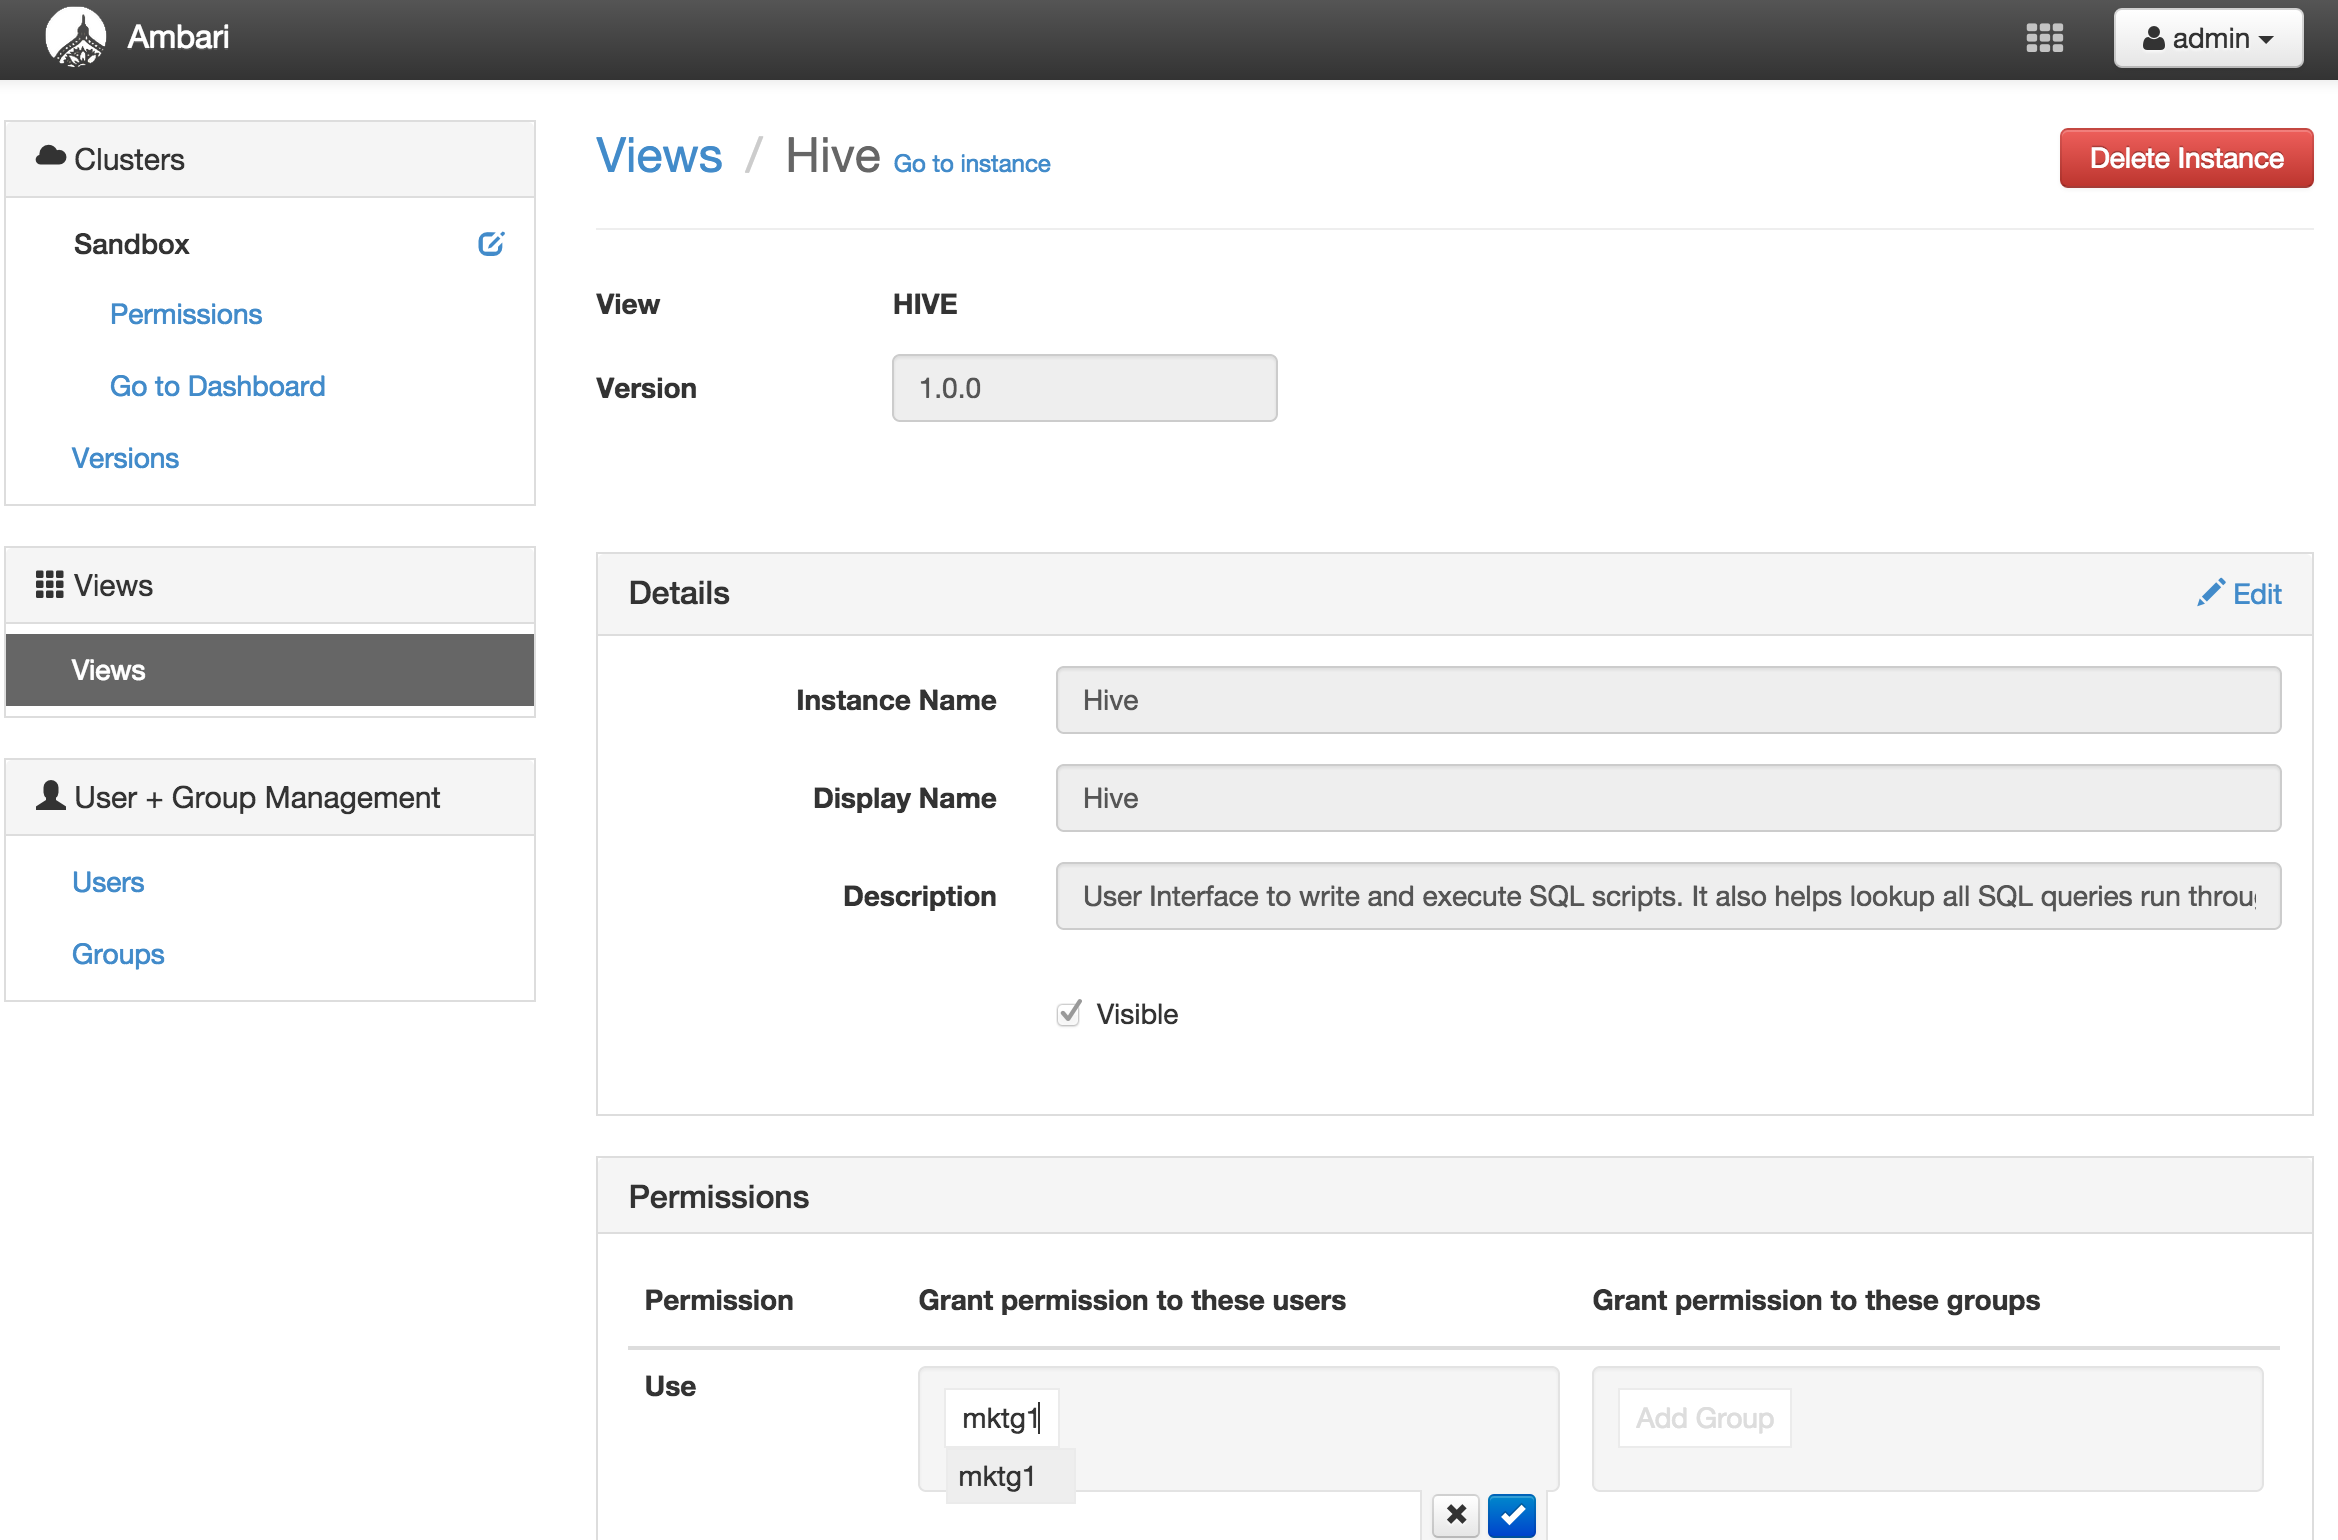 Ambari
admin
Clusters
Sandbox
Permissions
Go to Dashboard
Versions
Views
Views
User + Group Management
Users
Groups
Views / Hive Go to instance
Delete Instance
View HIVE
Version 1.0.0
Details
Edit
Instance Name Hive
Display Name Hive
Description User Interface to write and execute SQL scripts. It also helps lookup all SQL queries run throu
Visible
Permissions
Permission Grant permission to these users Grant permission to these groups
Use mktg1 Add Group
mktg1